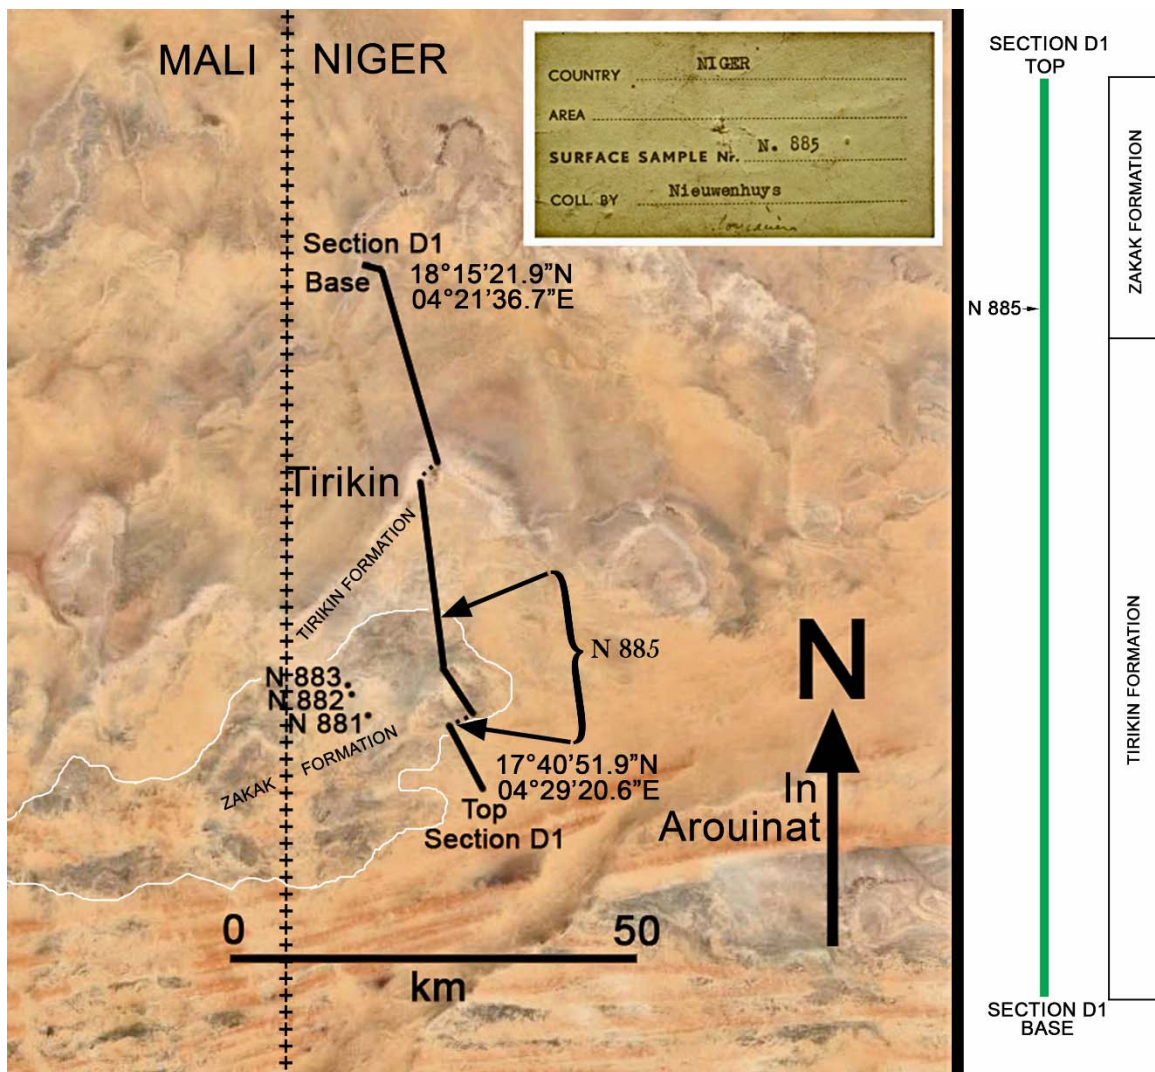 MALI
NIGER
COUNTRY NIGER
AREA
SURFACE SAMPLE Nr. N. 885
COLL. BY Nieuwenhuys
Section D1
Base
18°15'21.9"N
04°21'36.7"E
Tirikin
TIRIKIN FORMATION
N 885
N 883
N 882
N 881
ZAKAK FORMATION
17°40'51.9"N
04°29'20.6"E
Top
Section D1
N
In
Arouinat
0 50
km
SECTION D1
TOP
N 885
ZAKAK FORMATION
TIRIKIN FORMATION
SECTION D1
BASE